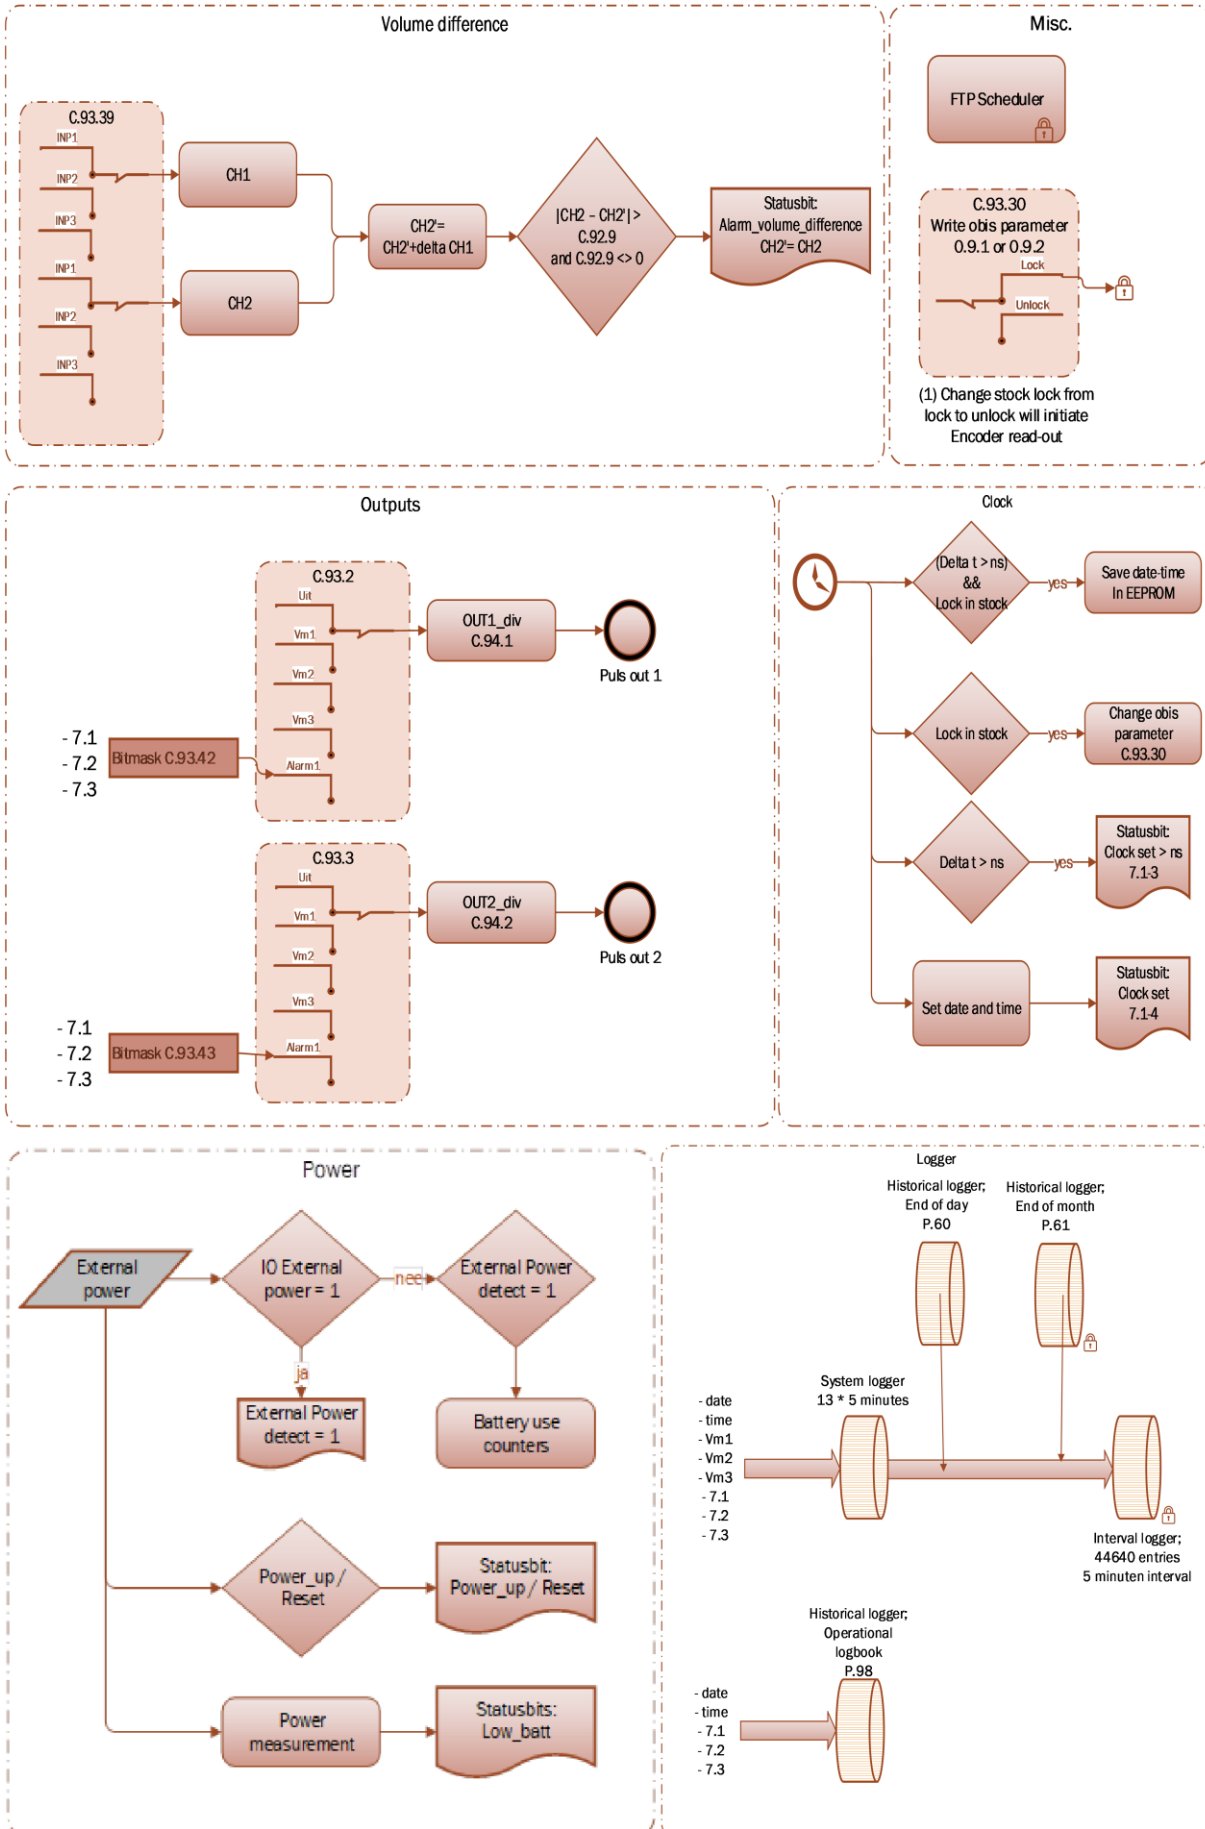 Volume difference
C.93.39
INP1
INP2
INP3
INP1
INP2
INP3
CH1
CH2
CH2'=
CH2'+delta CH1
|CH2 – CH2'| >
C.92.9
and C.92.9 <> 0
Statusbit:
Alarm_volume_difference
CH2'= CH2
Misc.
FTP Scheduler
C.93.30
Write obis parameter
0.9.1 or 0.9.2
Lock
Unlock
(1) Change stock lock from
lock to unlock will initiate
Encoder read-out
Outputs
C.93.2
Uit
Vm1
Vm2
Vm3
Alarm1
- 7.1
- 7.2
- 7.3
Bitmask C.93.42
OUT1_div
C.94.1
Puls out 1
C.93.3
Uit
Vm1
Vm2
Vm3
Alarm1
- 7.1
- 7.2
- 7.3
Bitmask C.93.43
OUT2_div
C.94.2
Puls out 2
Clock
(Delta t > ns)
&&
Lock in stock
yes
Save date-time
In EEPROM
Lock in stock
yes
Change obis
parameter
C.93.30
Delta t > ns
yes
Statusbit:
Clock set > ns
7.1-3
Set date and time
Statusbit:
Clock set
7.1-4
Power
External
power
IO External
power = 1
nee
External Power
detect = 1
ja
External Power
detect = 1
Battery use
counters
Power_up /
Reset
Statusbit:
Power_up / Reset
Power
measurement
Statusbits:
Low_batt
Logger
Historical logger;
End of day
P.60
Historical logger;
End of month
P.61
System logger
13 * 5 minutes
- date
- time
- Vm1
- Vm2
- Vm3
- 7.1
- 7.2
- 7.3
Interval logger;
44640 entries
5 minuten interval
Historical logger;
Operational
logbook
P.98
- date
- time
- 7.1
- 7.2
- 7.3